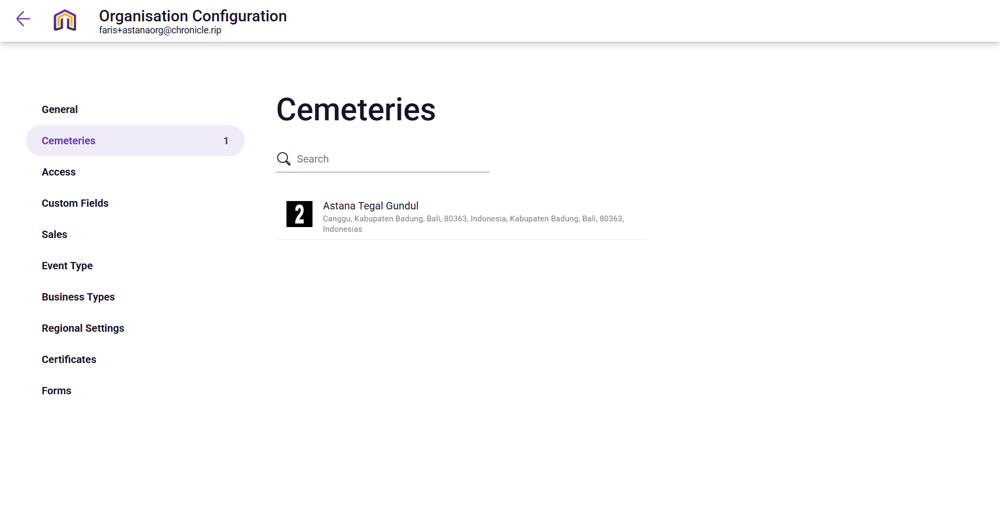 Organisation Configuration
faris+astanaorg@chronicle.rip
General
Cemeteries 1
Access
Custom Fields
Sales
Event Type
Business Types
Regional Settings
Certificates
Forms
Cemeteries
Search
2
Astana Tegal Gundul
Canggu, Kabupaten Badung, Bali, 80363, Indonesia, Kabupaten Badung, Bali, 80363,
Indonesias